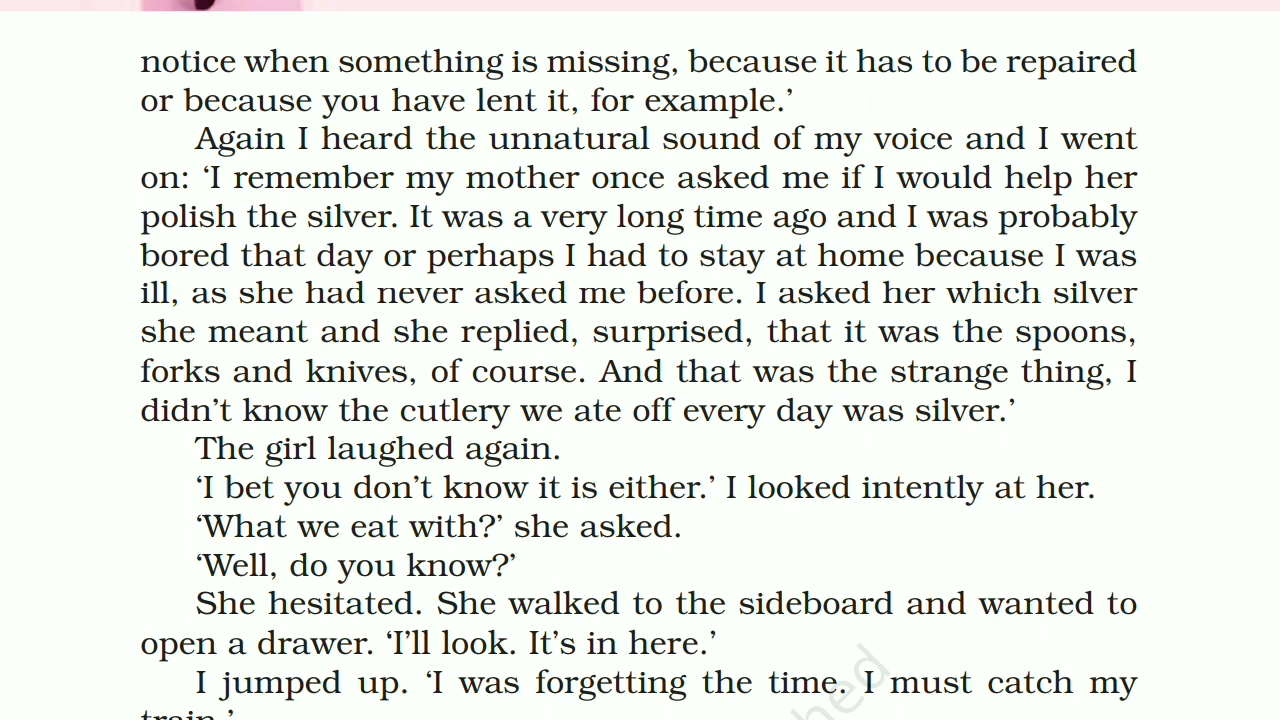 notice when something is missing, because it has to be repaired
or because you have lent it, for example.’
Again I heard the unnatural sound of my voice and I went
on: ‘I remember my mother once asked me if I would help her
polish the silver. It was a very long time ago and I was probably
bored that day or perhaps I had to stay at home because I was
ill, as she had never asked me before. I asked her which silver
she meant and she replied, surprised, that it was the spoons,
forks and knives, of course. And that was the strange thing, I
didn’t know the cutlery we ate off every day was silver.’
The girl laughed again.
‘I bet you don’t know it is either.’ I looked intently at her.
‘What we eat with?’ she asked.
‘Well, do you know?’
She hesitated. She walked to the sideboard and wanted to
open a drawer. ‘I’ll look. It’s in here.’
I jumped up. ‘I was forgetting the time. I must catch my